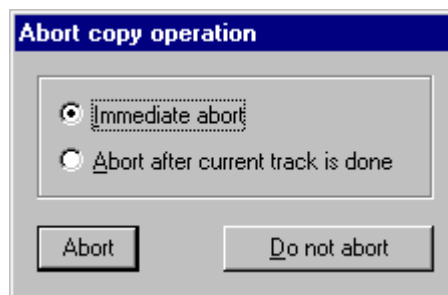 Abort copy operation
Immediate abort
Abort after current track is done
Abort
Do not abort